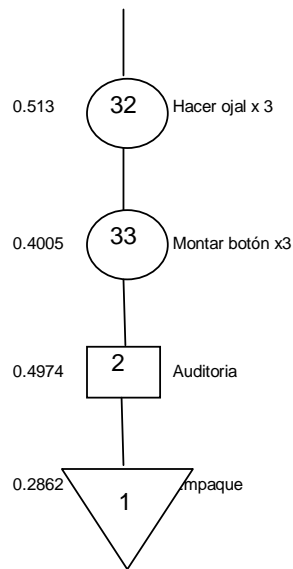 0.513 32 Hacer ojal x 3
0.4005 33 Montar botón x3
0.4974 2 Auditoria
0.2862 1 mpaque